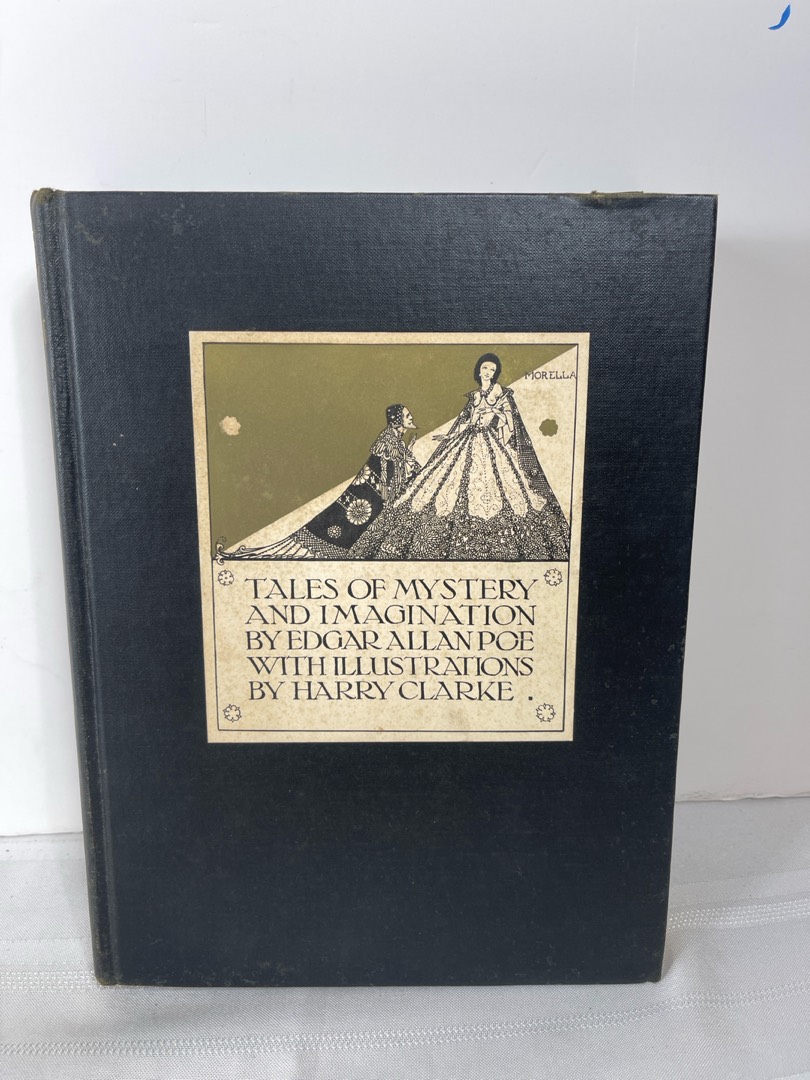 MORELLA
TALES OF MYSTERY
AND IMAGINATION
BY EDGAR ALLAN POE
WITH ILLUSTRATIONS
BY HARRY CLARKE .